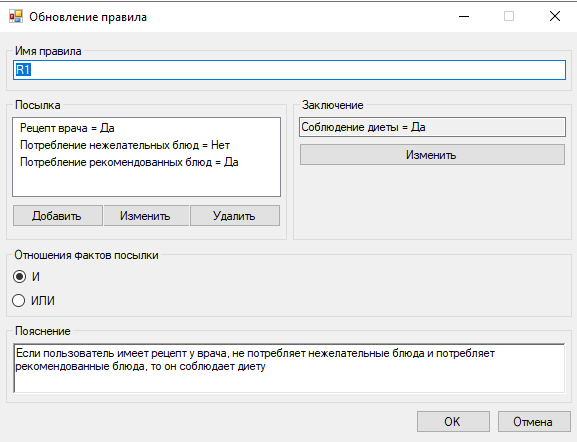 Обновление правила
Имя правила
R1
Посылка
Рецепт врача = Да
Потребление нежелательных блюд = Нет
Потребление рекомендованных блюд = Да
Добавить
Изменить
Удалить
Заключение
Соблюдение диеты = Да
Изменить
Отношения фактов посылки
И
ИЛИ
Пояснение
Если пользователь имеет рецепт у врача, не потребляет нежелательные блюда и потребляет
рекомендованные блюда, то он соблюдает диету
OK
Отмена